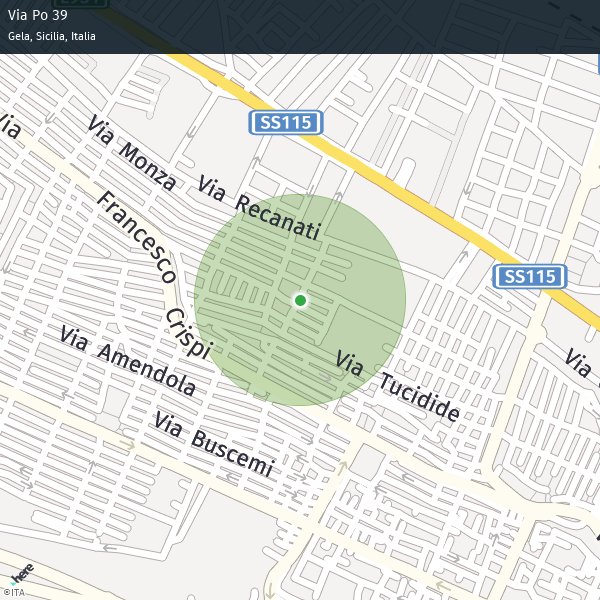 Via Po 39
Gela, Sicilia, Italia
SS115
Via
Via Monza
Via Recanati
Francesco
Crispi
SS115
Via Amendola
Via Tucidide
Via
Via Buscemi
here
©ITA